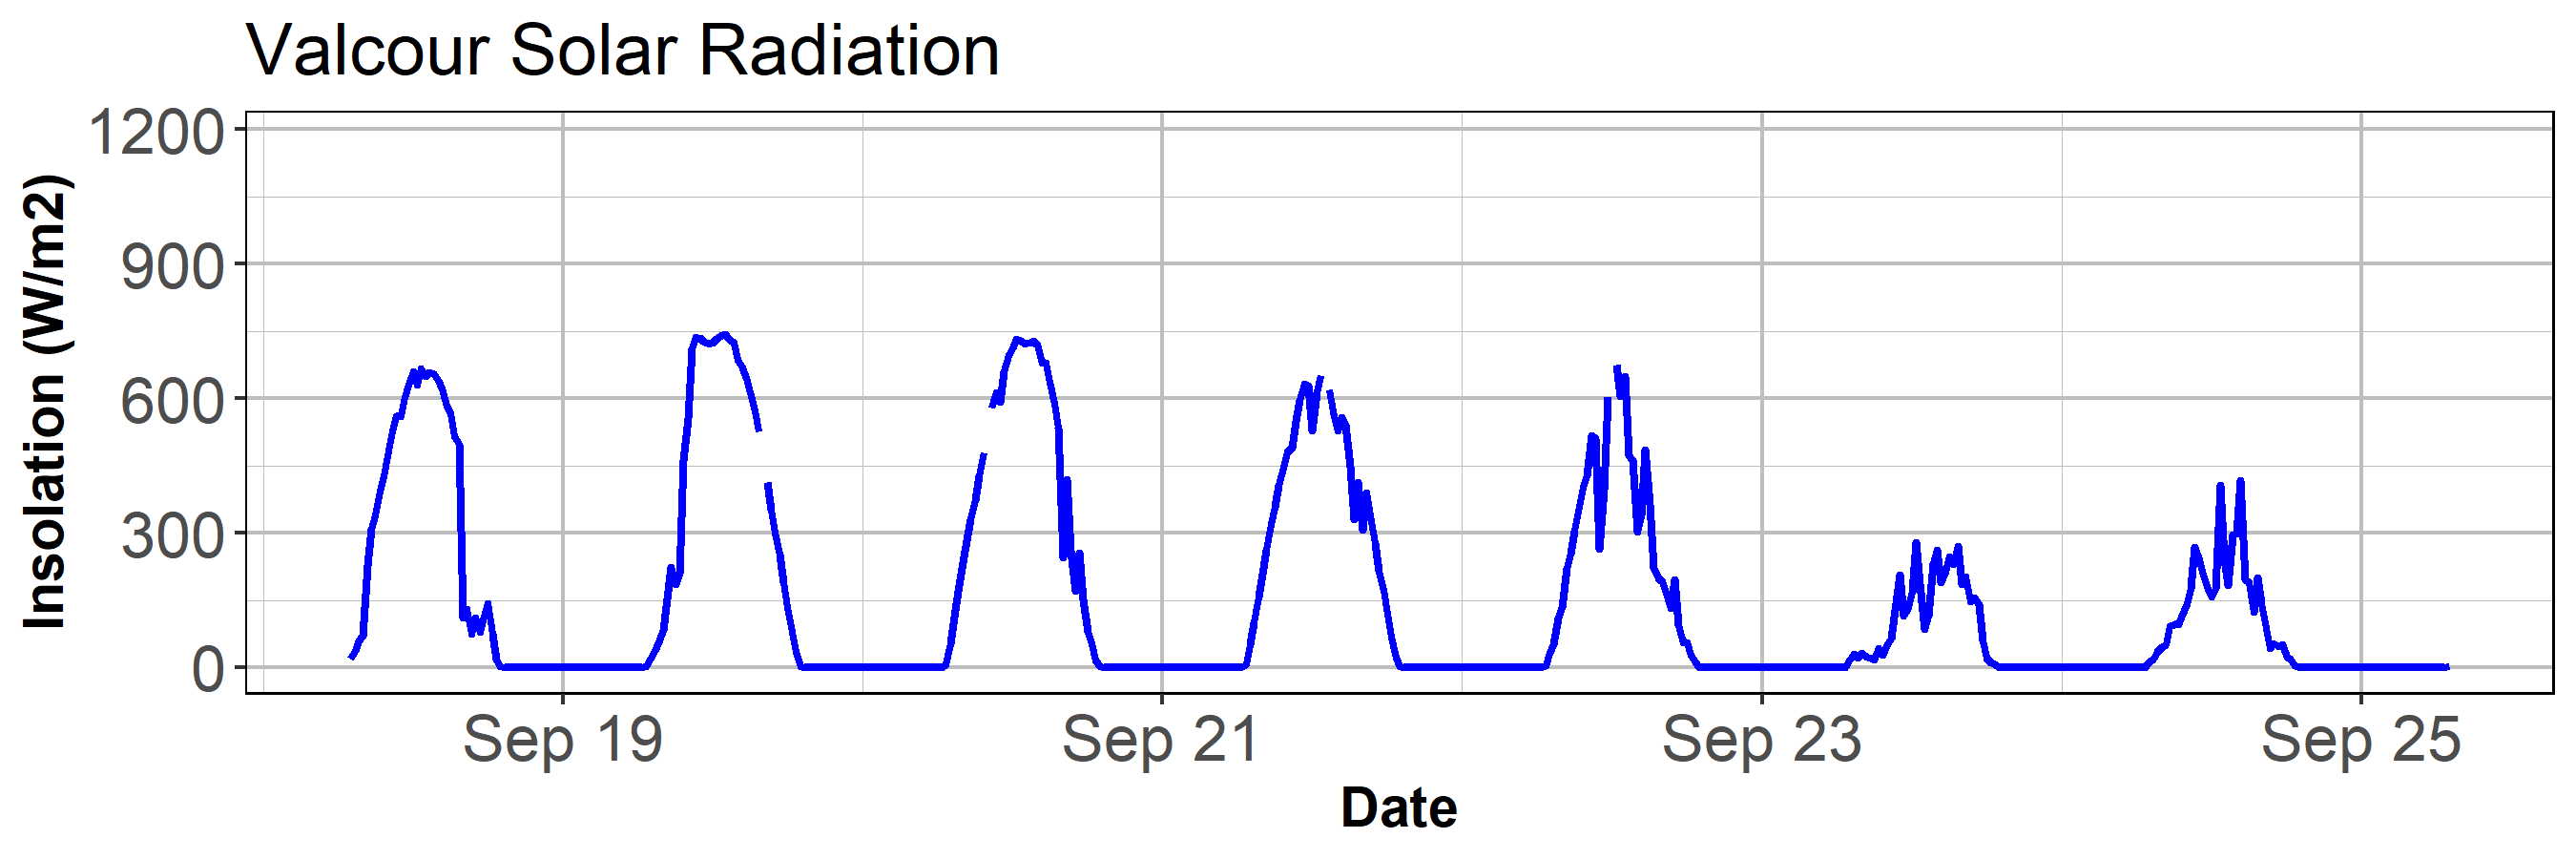 Valcour Solar Radiation
Insolation (W/m2)
1200
900
600
300
0
Sep 19 Sep 21 Sep 23 Sep 25
Date